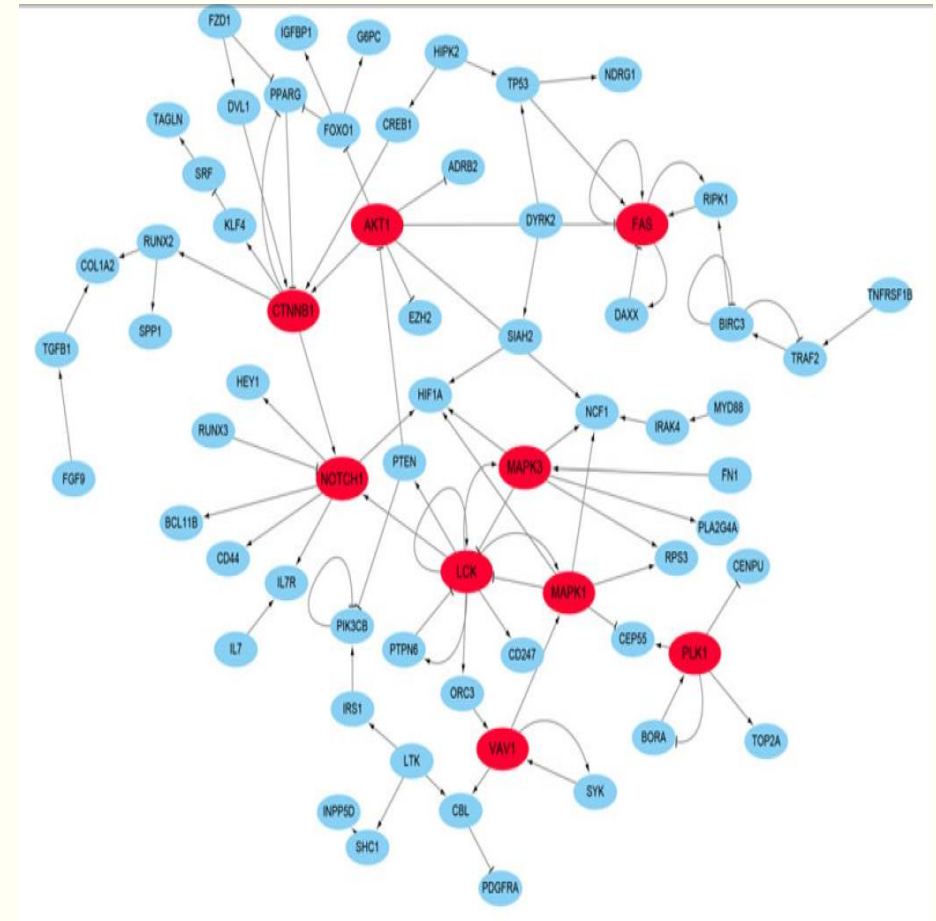 FZD1
IGFBP1
G6PC
HIPK2
NDRG1
TP53
PPARG
DVL1
TAGLN
FOXO1
CREB1
ADRB2
SRF
RIPK1
KLF4
AKT1
DYRK2
FAS
RUNX2
COL1A2
TNFRSF1B
CTNNB1
EZH2
DAXX
BIRC3
SPP1
SIAH2
TGFB1
TRAF2
HEY1
HIF1A
NCF1
MYD88
RUNX3
IRAK4
PTEN
MAPK3
FN1
FGF9
NOTCH1
BCL11B
PLA2G4A
CD44
RPS3
IL7R
LCK
CENPU
MAPK1
PIK3CB
CEP55
IL7
PTPN6
CD247
PLK1
ORC3
IRS1
BORA
TOP2A
VAV1
LTK
SYK
INPP5D
CBL
SHC1
PDGFRA